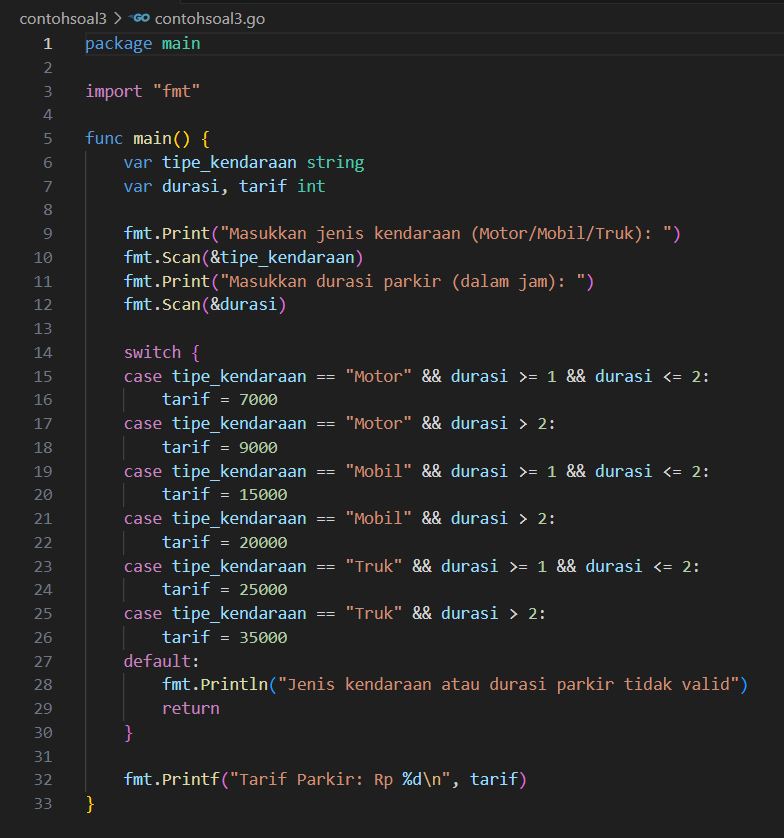 contohsoal3 > GO contohsoal3.go
1 package main
2
3 import "fmt"
4
5 func main() {
6     var tipe_kendaraan string
7     var durasi, tarif int
8
9     fmt.Print("Masukkan jenis kendaraan (Motor/Mobil/Truk): ")
10     fmt.Scan(&tipe_kendaraan)
11     fmt.Print("Masukkan durasi parkir (dalam jam): ")
12     fmt.Scan(&durasi)
13
14     switch {
15     case tipe_kendaraan == "Motor" && durasi >= 1 && durasi <= 2:
16         tarif = 7000
17     case tipe_kendaraan == "Motor" && durasi > 2:
18         tarif = 9000
19     case tipe_kendaraan == "Mobil" && durasi >= 1 && durasi <= 2:
20         tarif = 15000
21     case tipe_kendaraan == "Mobil" && durasi > 2:
22         tarif = 20000
23     case tipe_kendaraan == "Truk" && durasi >= 1 && durasi <= 2:
24         tarif = 25000
25     case tipe_kendaraan == "Truk" && durasi > 2:
26         tarif = 35000
27     default:
28         fmt.Println("Jenis kendaraan atau durasi parkir tidak valid")
29         return
30     }
31
32     fmt.Printf("Tarif Parkir: Rp %d\n", tarif)
33 }